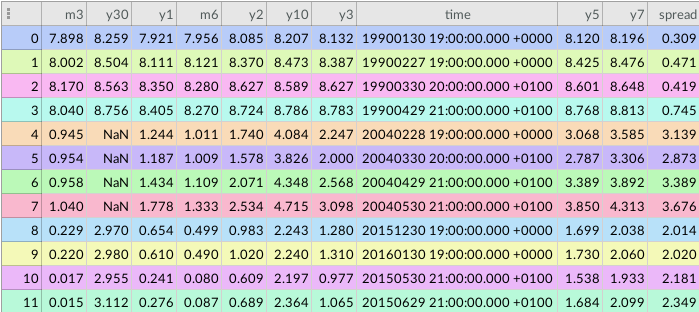 m3 y30 y1 m6 y2 y10 y3 time y5 y7 spread
0 7.898 8.259 7.921 7.956 8.085 8.207 8.132 19900130 19:00:00.000 +0000 8.120 8.196 0.309
1 8.002 8.504 8.111 8.121 8.370 8.473 8.387 19900227 19:00:00.000 +0000 8.425 8.476 0.471
2 8.170 8.563 8.350 8.280 8.627 8.589 8.627 19900330 20:00:00.000 +0100 8.601 8.648 0.419
3 8.040 8.756 8.405 8.270 8.724 8.786 8.783 19900429 21:00:00.000 +0100 8.768 8.813 0.745
4 0.945 NaN 1.244 1.011 1.740 4.084 2.247 20040228 19:00:00.000 +0000 3.068 3.585 3.139
5 0.954 NaN 1.187 1.009 1.578 3.826 2.000 20040330 20:00:00.000 +0100 2.787 3.306 2.873
6 0.958 NaN 1.434 1.109 2.071 4.348 2.568 20040429 21:00:00.000 +0100 3.389 3.892 3.389
7 1.040 NaN 1.778 1.333 2.534 4.715 3.098 20040530 21:00:00.000 +0100 3.850 4.313 3.676
8 0.229 2.970 0.654 0.499 0.983 2.243 1.280 20151230 19:00:00.000 +0000 1.699 2.038 2.014
9 0.220 2.980 0.610 0.490 1.020 2.240 1.310 20160130 19:00:00.000 +0000 1.730 2.060 2.020
10 0.017 2.955 0.241 0.080 0.609 2.197 0.977 20150530 21:00:00.000 +0100 1.538 1.933 2.181
11 0.015 3.112 0.276 0.087 0.689 2.364 1.065 20150629 21:00:00.000 +0100 1.684 2.099 2.349